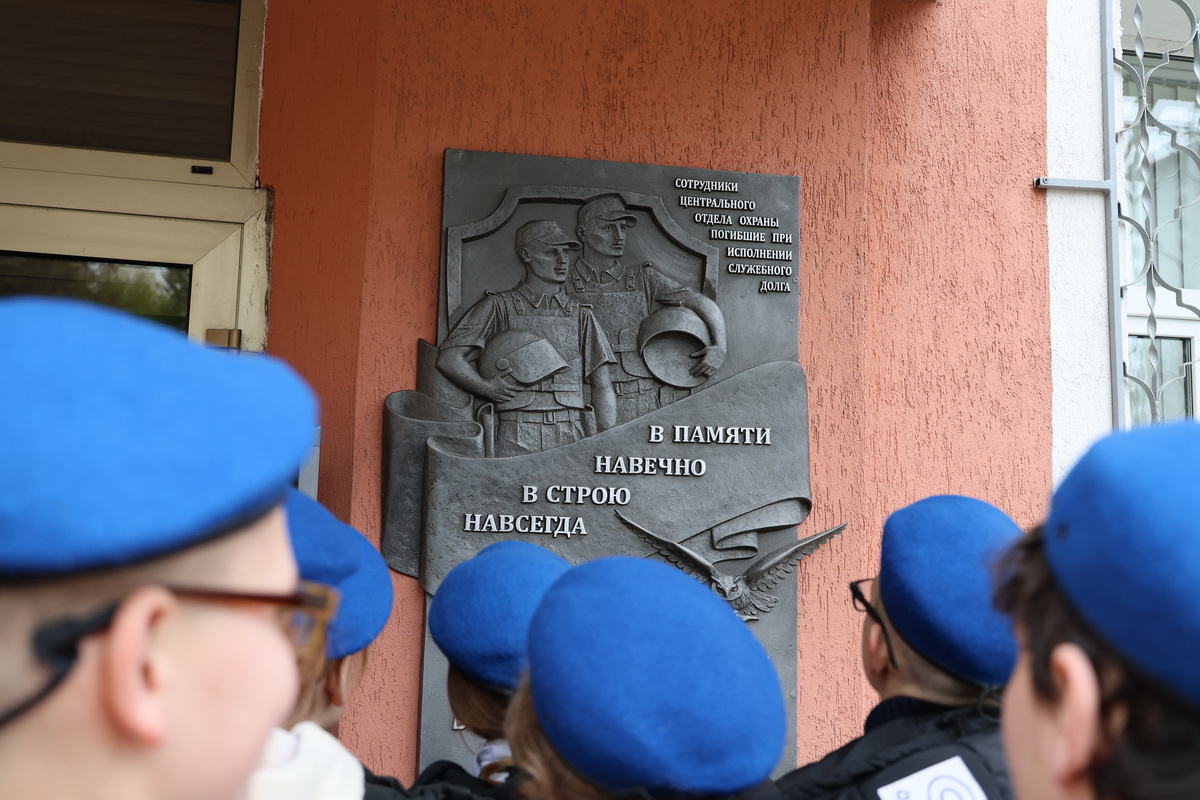 СОТРУДНИКИ
ЦЕНТРАЛЬНОГО
ОТДЕЛА ОХРАНЫ
ПОГИБШИЕ ПРИ
ИСПОЛНЕНИИ
СЛУЖЕБНОГО
ДОЛГА
В ПАМЯТИ
НАВЕЧНО
В СТРОЮ
НАВСЕГДА